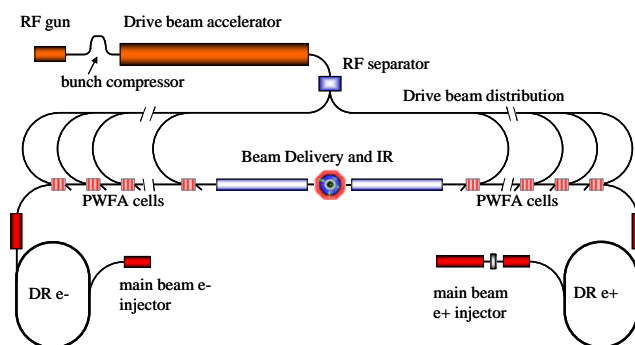 RF gun
Drive beam accelerator
bunch compressor
RF separator
Drive beam distribution
Beam Delivery and IR
PWFA cells
PWFA cells
DR e-
main beam e-
injector
main beam
e+ injector
DR e+